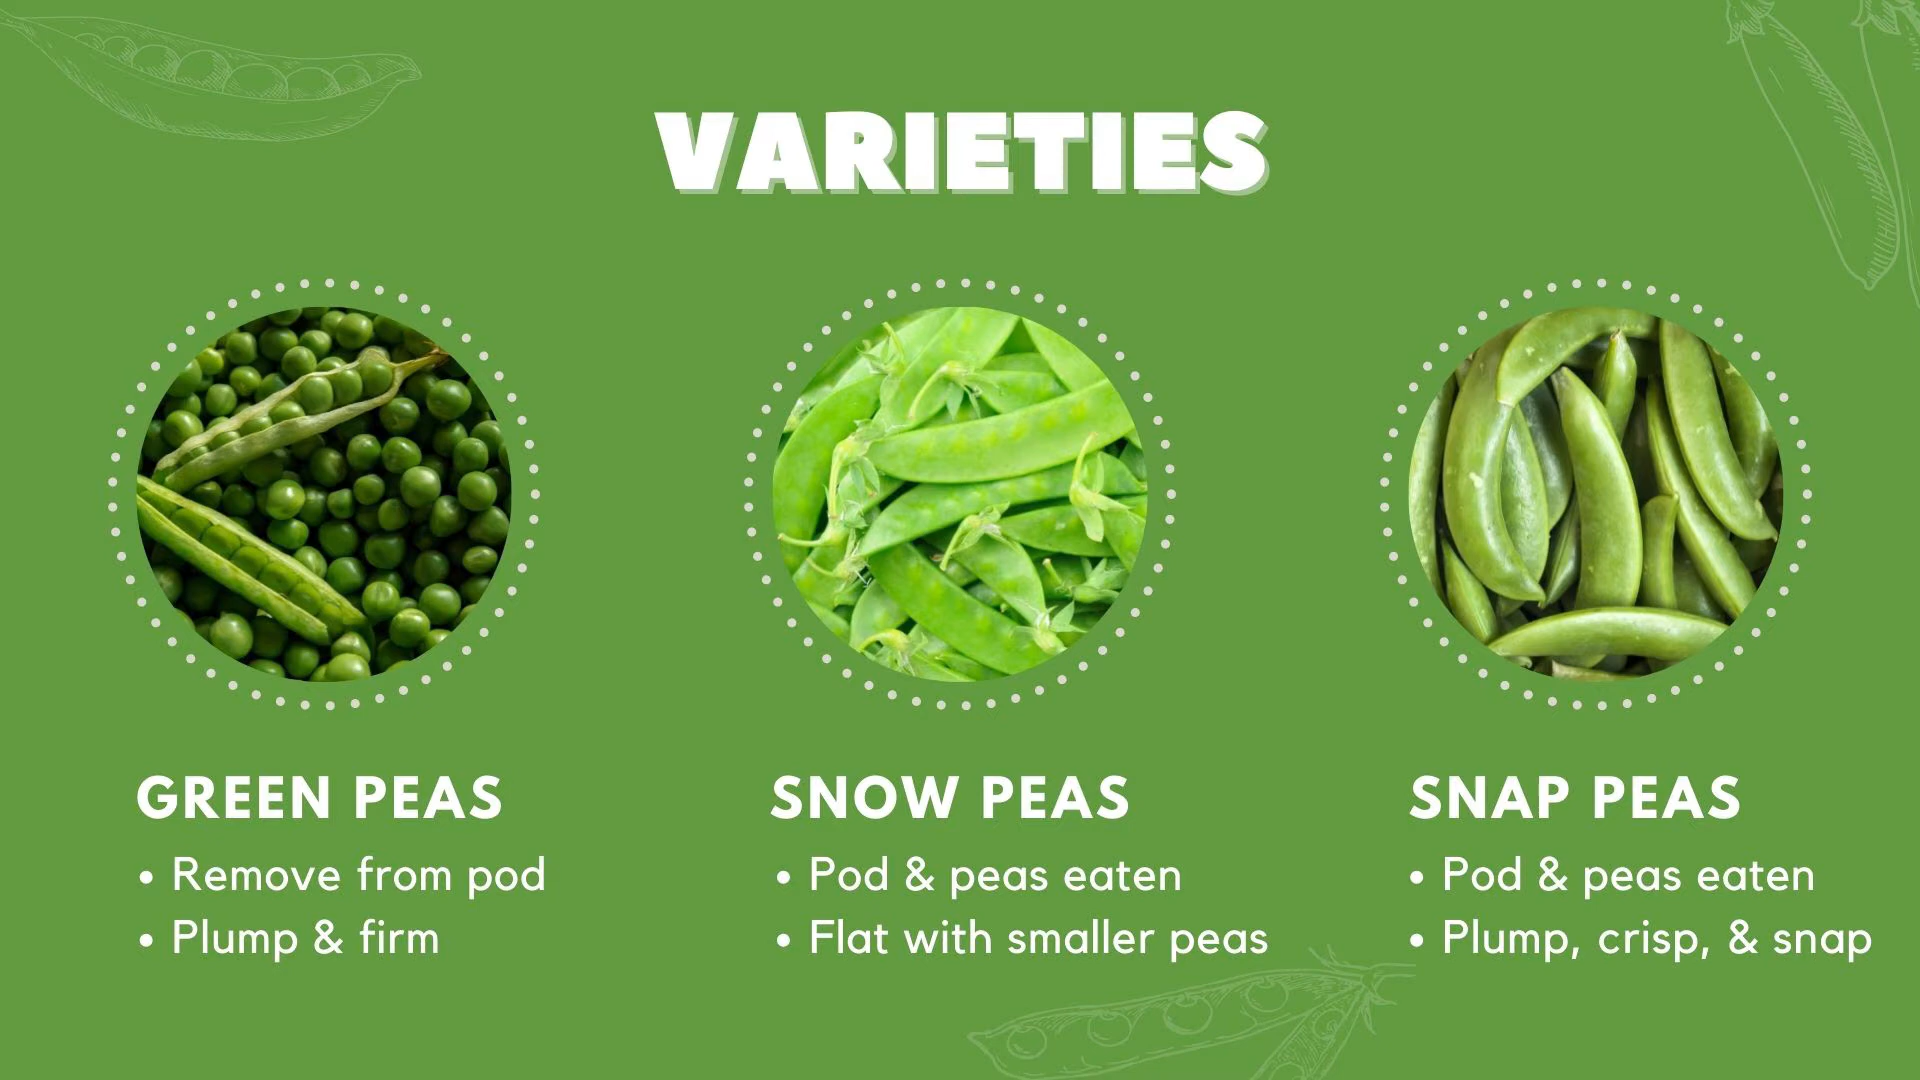 VARIETIES
GREEN PEAS
• Remove from pod
• Plump & firm
SNOW PEAS
• Pod & peas eaten
• Flat with smaller peas
SNAP PEAS
• Pod & peas eaten
• Plump, crisp, & snap